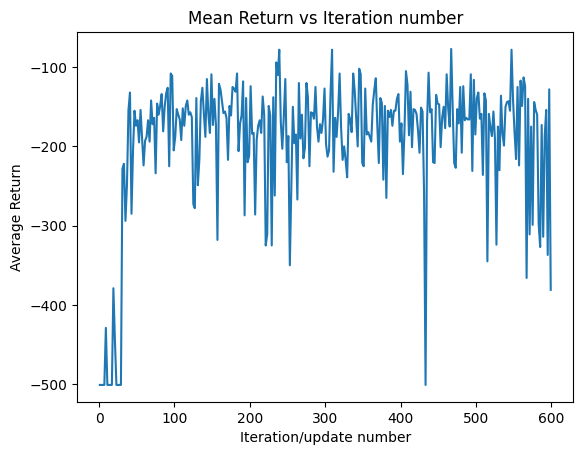 Mean Return vs Iteration number
Average Return
−100
−200
−300
−400
−500
0 100 200 300 400 500 600
Iteration/update number